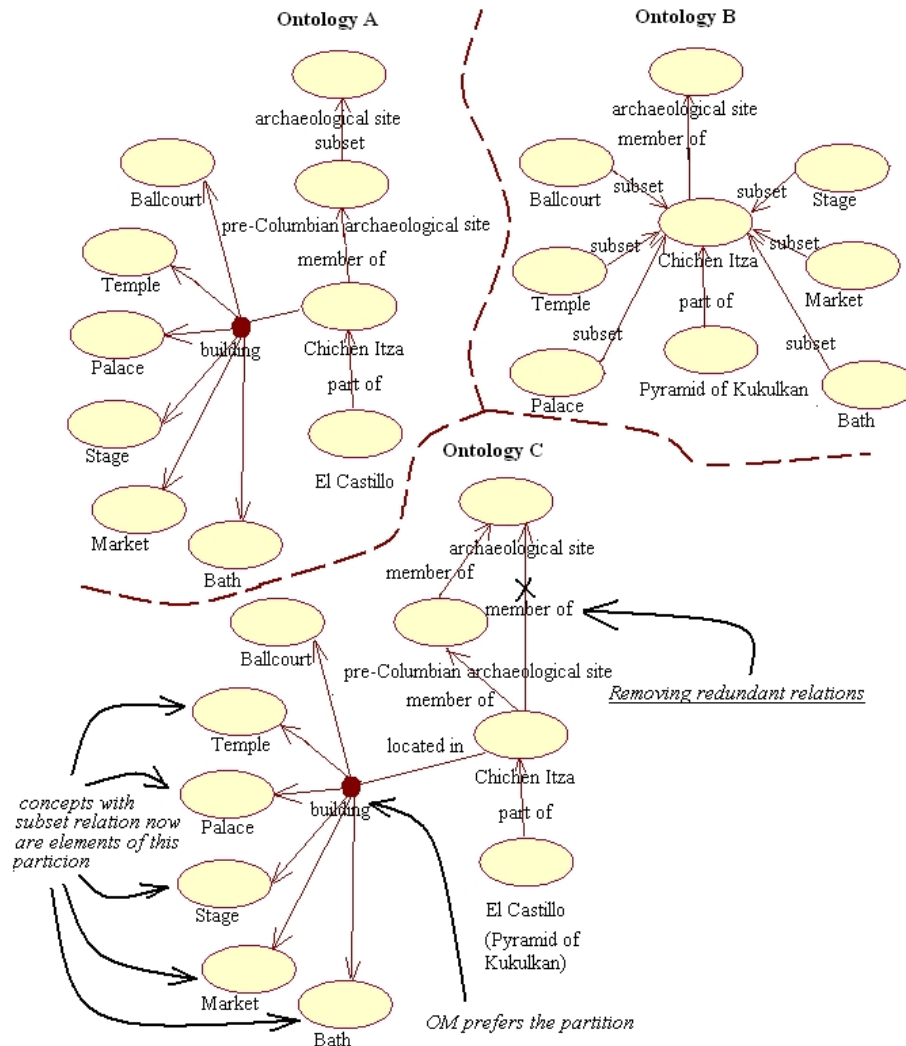 Ontology A
archaeological site
subset
Ballcourt
pre-Columbian archaeological site
member of
Temple
building
Chichen Itza
Palace
part of
Stage
El Castillo
Market
Bath
Ontology B
archaeological site
member of
Ballcourt
subset
subset
Stage
Chichen Itza
subset
subset
Temple
Market
part of
subset
subset
Palace
Pyramid of Kukulkan
Bath
Ontology C
archaeological site
member of
member of
Ballcourt
pre-Columbian archaeological site
member of
Removing redundant relations
Temple
located in
Chichen Itza
concepts with
subset relation now
are elements of this
particion
Palace
building
part of
Stage
El Castillo
(Pyramid of
Kukulkan)
Market
Bath
OM prefers the partition